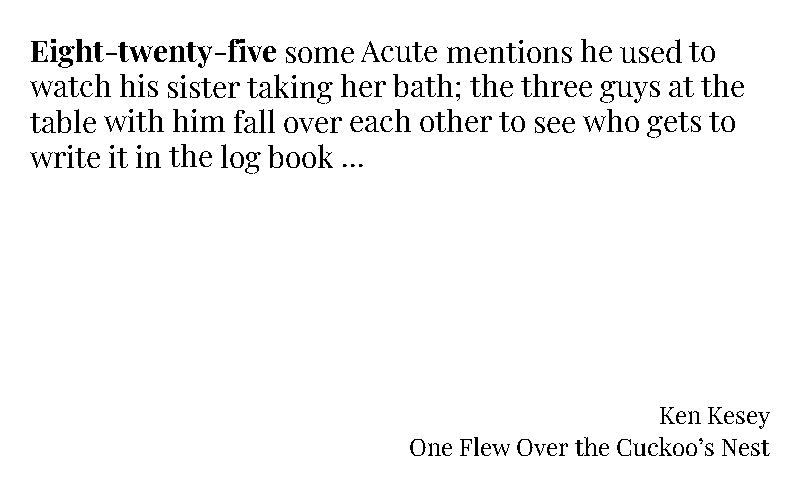 Eight-twenty-five some Acute mentions he used to
watch his sister taking her bath; the three guys at the
table with him fall over each other to see who gets to
write it in the log book …
Ken Kesey
One Flew Over the Cuckoo’s Nest